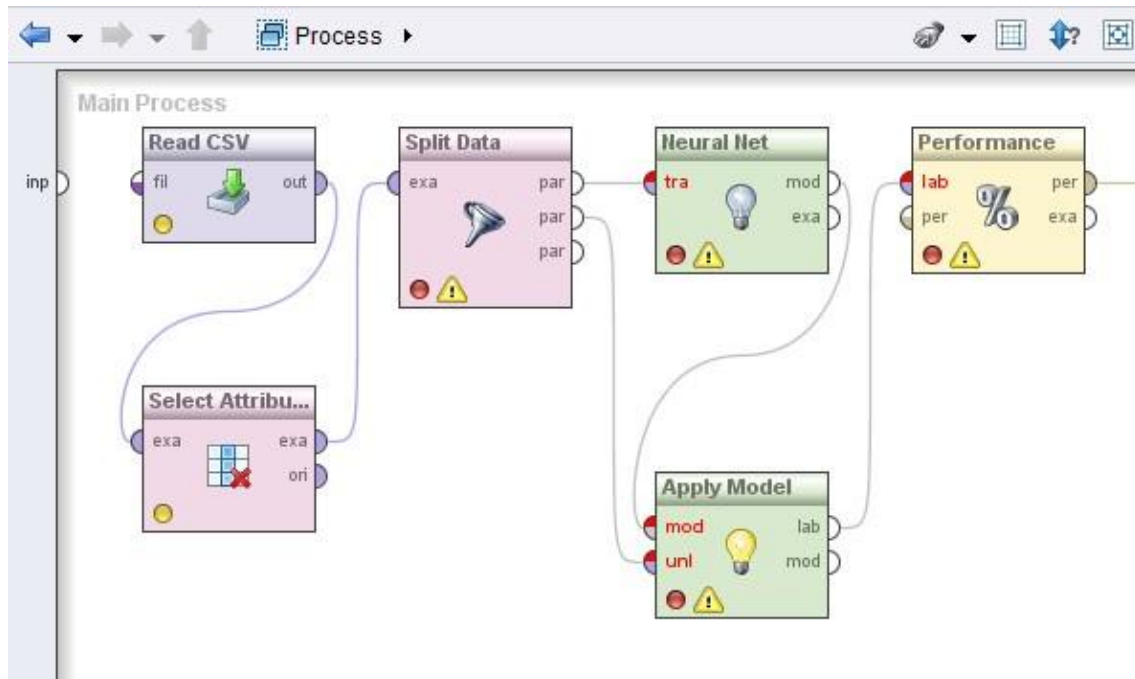 Process
Main Process
Read CSV
fil out
Split Data
exa par
par
par
Neural Net
tra mod
exa
Performance
lab per
per exa
inp
Select Attribu...
exa exa
ori
Apply Model
mod lab
unl mod